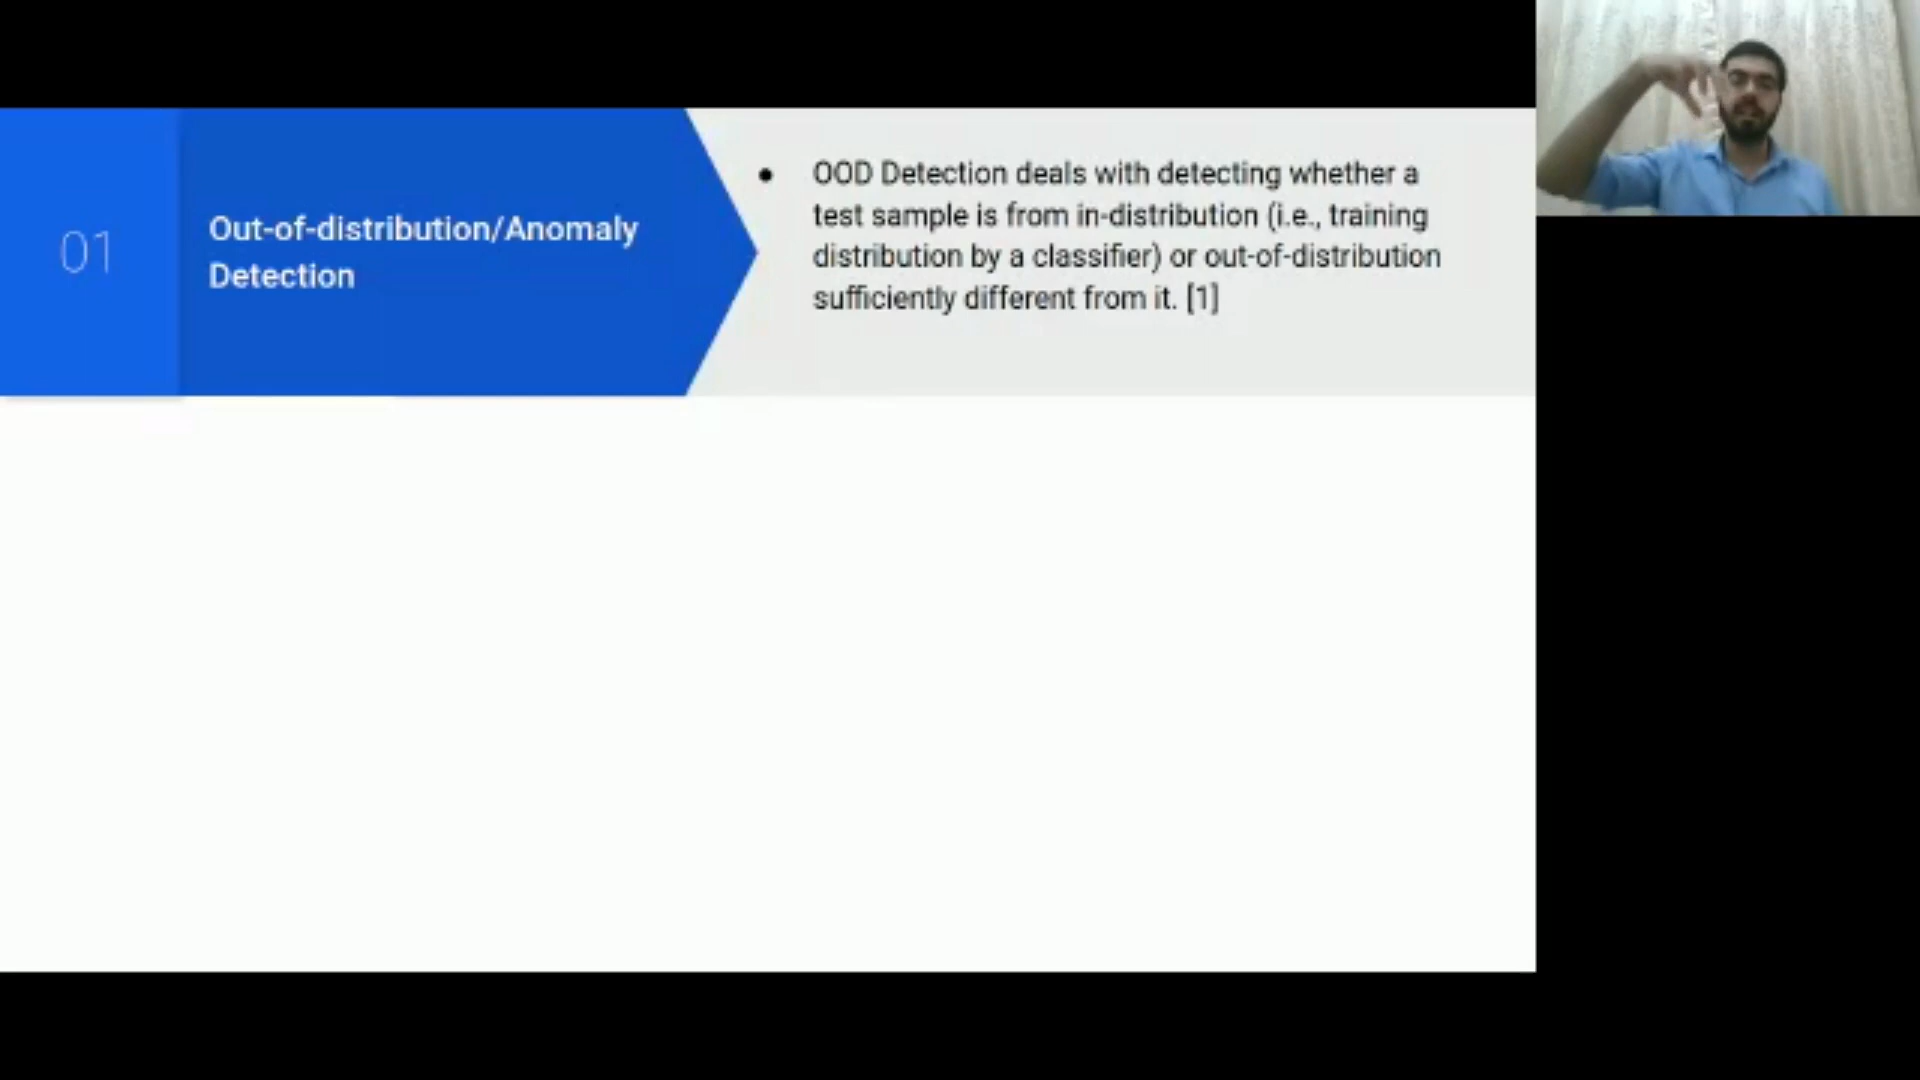 01
Out-of-distribution/Anomaly
Detection
• OOD Detection deals with detecting whether a
test sample is from in-distribution (i.e., training
distribution by a classifier) or out-of-distribution
sufficiently different from it. [1]